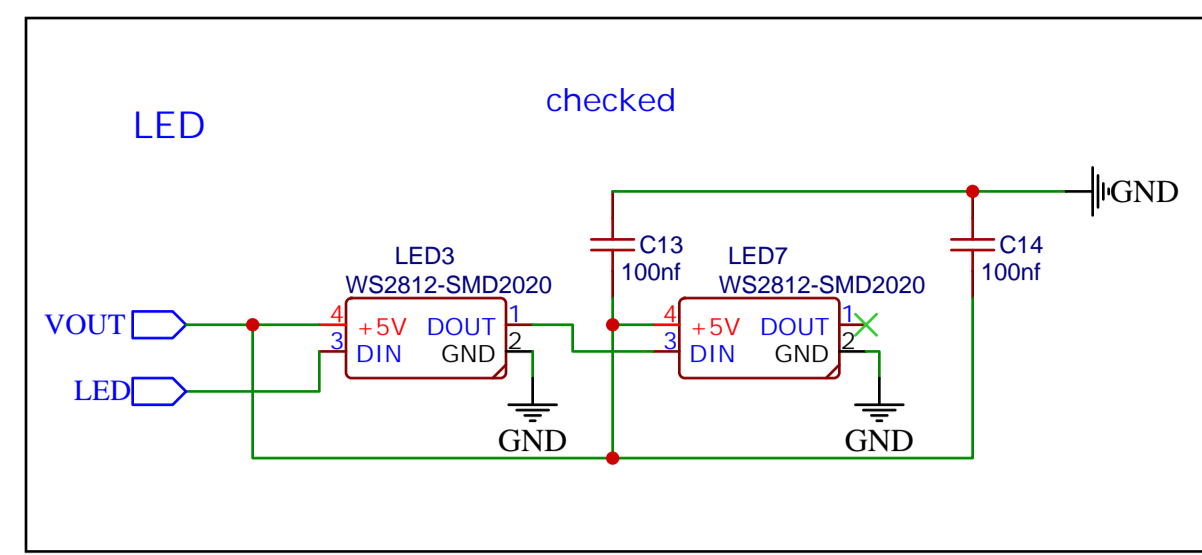 checked
LED
GND
C13
100nf
C14
100nf
LED3
WS2812-SMD2020
LED7
WS2812-SMD2020
VOUT
LED
4 +5V DOUT 1
3 DIN GND 2
4 +5V DOUT 1
3 DIN GND 2
GND
GND